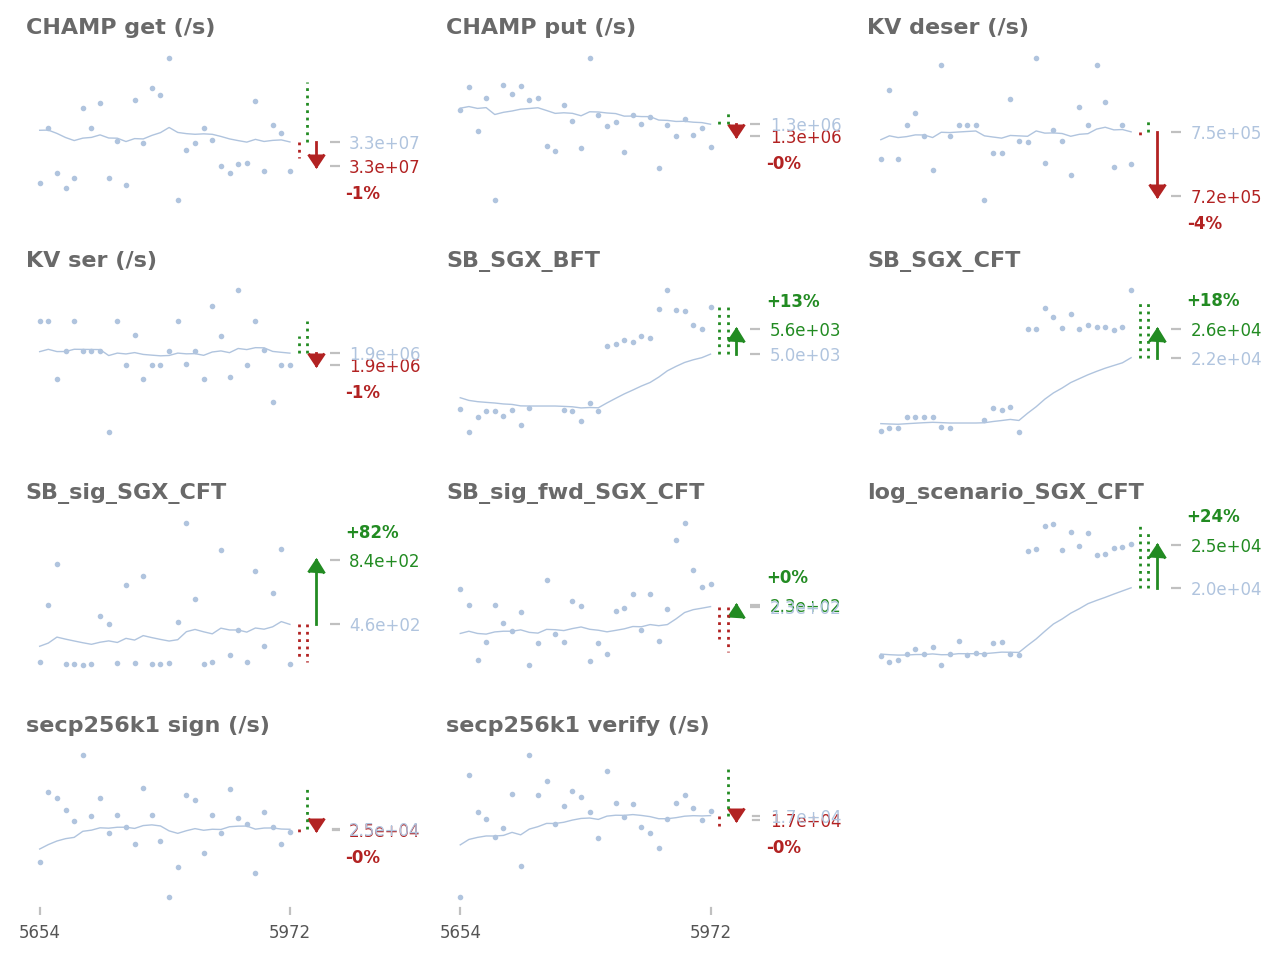 CHAMP get (/s)
3.3e+07
3.3e+07
-1%
CHAMP put (/s)
1.3e+06
1.3e+06
-0%
KV deser (/s)
7.5e+05
7.2e+05
-4%
KV ser (/s)
1.9e+06
1.9e+06
-1%
SB_SGX_BFT
+13%
5.6e+03
5.0e+03
SB_SGX_CFT
+18%
2.6e+04
2.2e+04
SB_sig_SGX_CFT
+82%
8.4e+02
4.6e+02
SB_sig_fwd_SGX_CFT
+0%
2.3e+02
log_scenario_SGX_CFT
+24%
2.5e+04
2.0e+04
secp256k1 sign (/s)
2.5e+04
-0%
secp256k1 verify (/s)
1.7e+04
1.7e+04
-0%
5654
5972
5654
5972